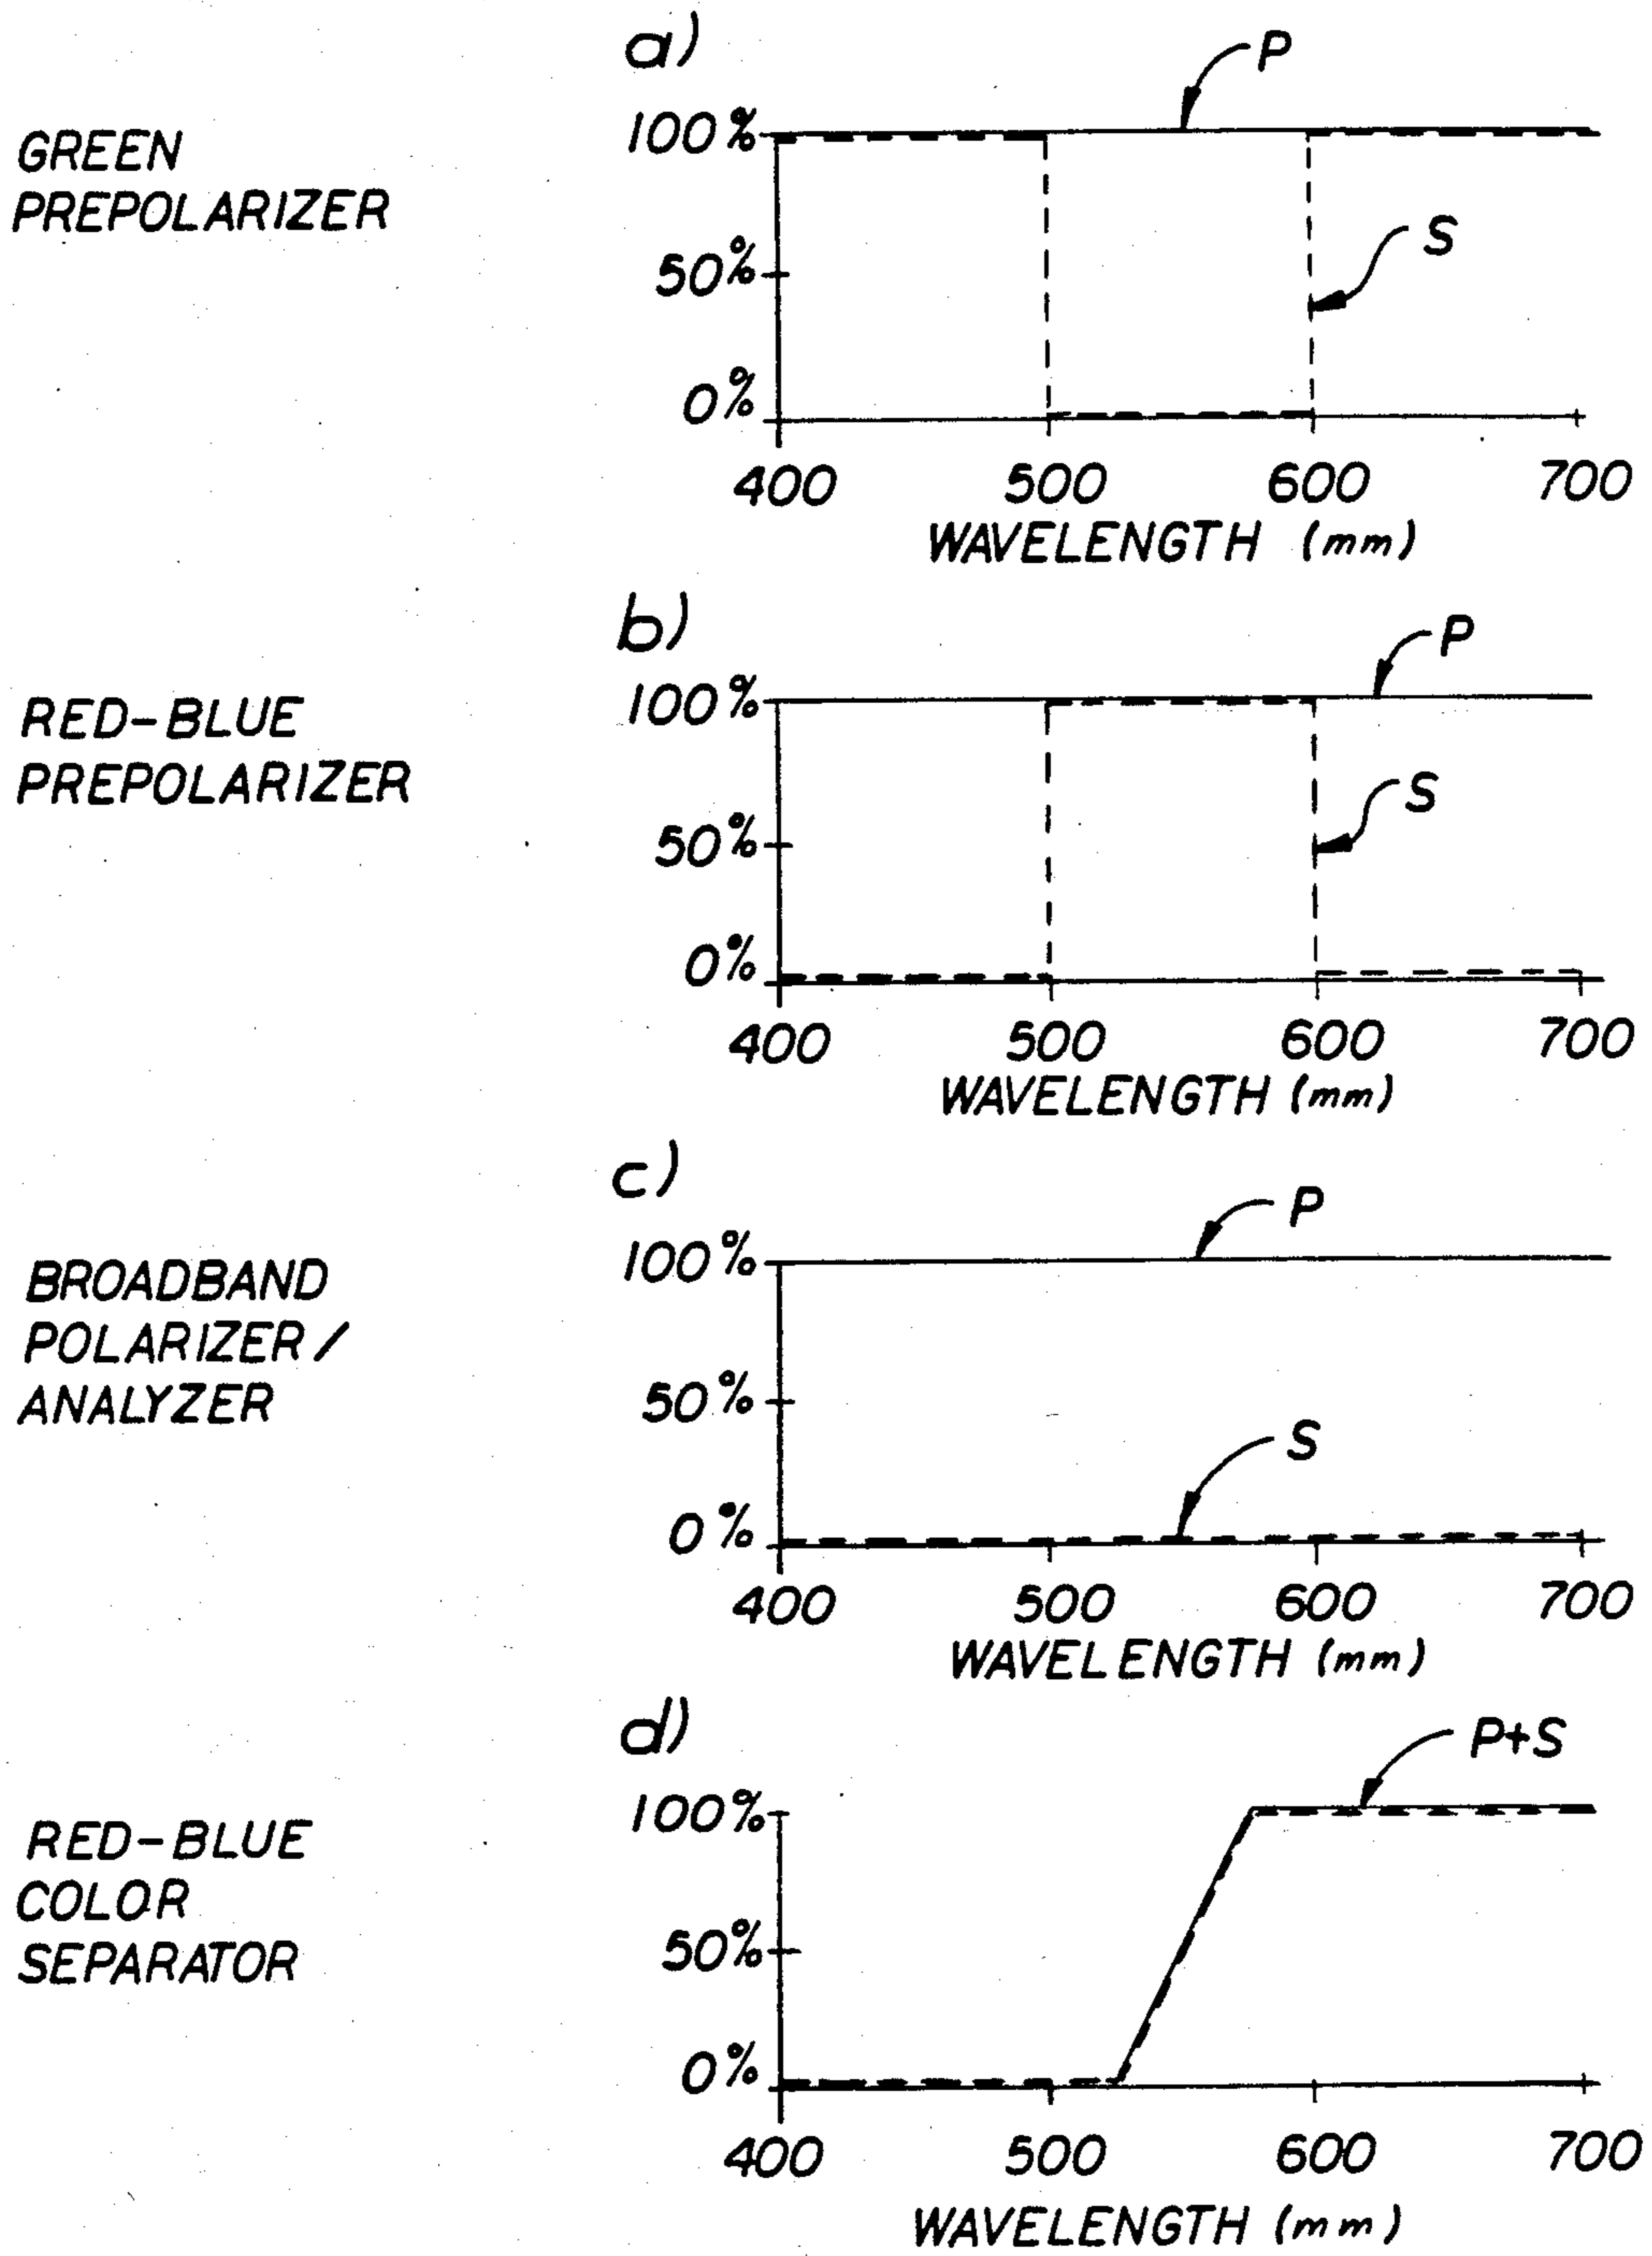 a)
P
GREEN
PREPOLARIZER
100%
S
50%
0%
400 500 600 700
WAVELENGTH (mm)
b)
P
RED-BLUE
PREPOLARIZER
100%
S
50%
0%
400 500 600 700
WAVELENGTH (mm)
c)
P
BROADBAND
POLARIZER/
ANALYZER
100%
50%
S
0%
400 500 600 700
WAVELENGTH (mm)
d)
P+S
RED-BLUE
COLOR
SEPARATOR
100%
50%
0%
400 500 600 700
WAVELENGTH (mm)